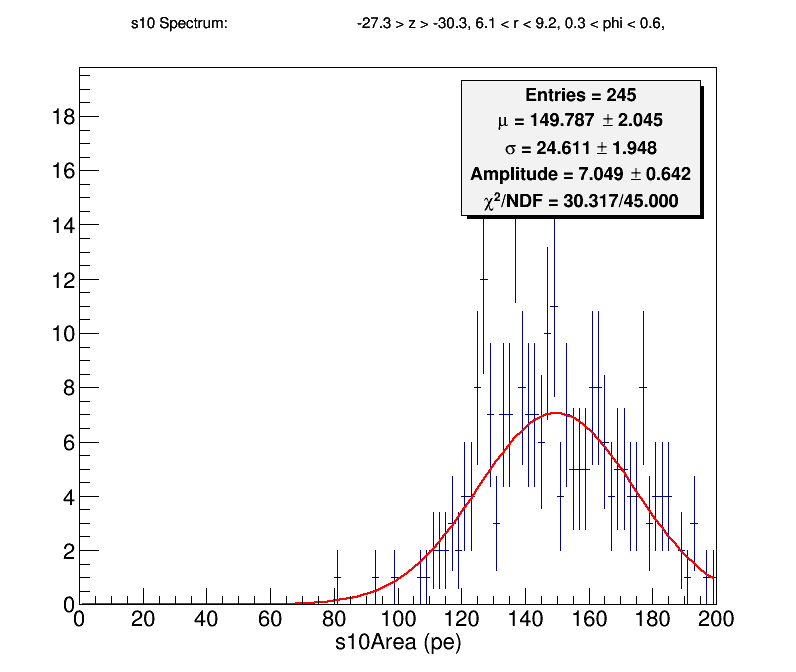 s10 Spectrum: -27.3 > z > -30.3, 6.1 < r < 9.2, 0.3 < phi < 0.6,
Entries = 245
μ = 149.787 ± 2.045
σ = 24.611 ± 1.948
Amplitude = 7.049 ± 0.642
χ²/NDF = 30.317/45.000
18
16
14
12
10
8
6
4
2
0
0 20 40 60 80 100 120 140 160 180 200
s10Area (pe)